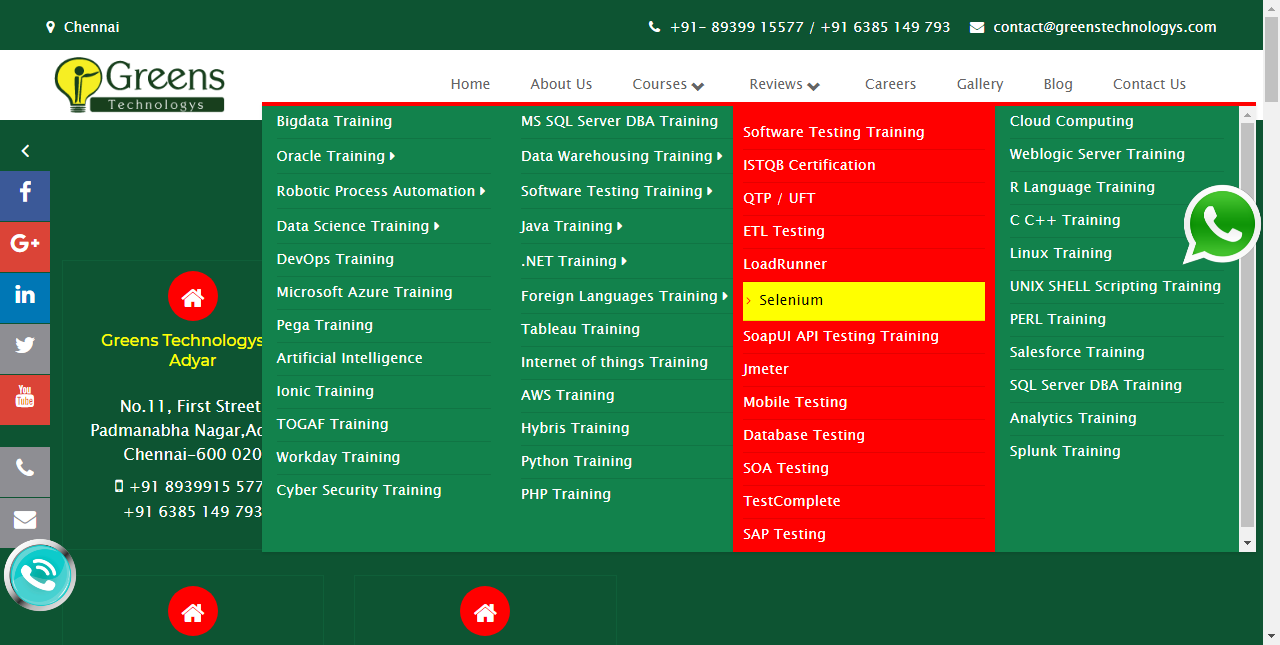 Chennai
+91- 89399 15577 / +91 6385 149 793
contact@greenstechnologys.com
Greens
Technologys
Home
About Us
Courses
Reviews
Careers
Gallery
Blog
Contact Us
Bigdata Training
Oracle Training
Robotic Process Automation
Data Science Training
DevOps Training
Microsoft Azure Training
Pega Training
Artificial Intelligence
Ionic Training
TOGAF Training
Workday Training
Cyber Security Training
MS SQL Server DBA Training
Data Warehousing Training
Software Testing Training
Java Training
.NET Training
Foreign Languages Training
Tableau Training
Internet of things Training
AWS Training
Hybris Training
Python Training
PHP Training
Software Testing Training
ISTQB Certification
QTP / UFT
ETL Testing
LoadRunner
Selenium
SoapUI API Testing Training
Jmeter
Mobile Testing
Database Testing
SOA Testing
TestComplete
SAP Testing
Cloud Computing
Weblogic Server Training
R Language Training
C C++ Training
Linux Training
UNIX SHELL Scripting Training
PERL Training
Salesforce Training
SQL Server DBA Training
Analytics Training
Splunk Training
f
G+
in
You
Tube
Greens Technologys
Adyar
No.11, First Street
Padmanabha Nagar,
Chennai-600 020
+91 8939915 577
+91 6385 149 793